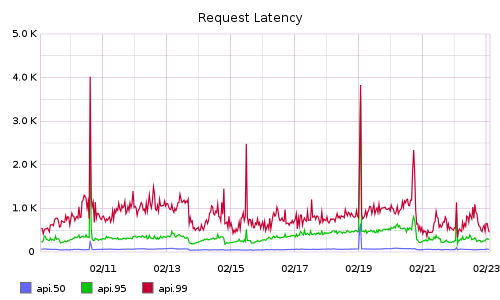 Request Latency
5.0 K
4.0 K
3.0 K
2.0 K
1.0 K
0
02/11 02/13 02/15 02/17 02/19 02/21 02/23
api.50 api.95 api.99